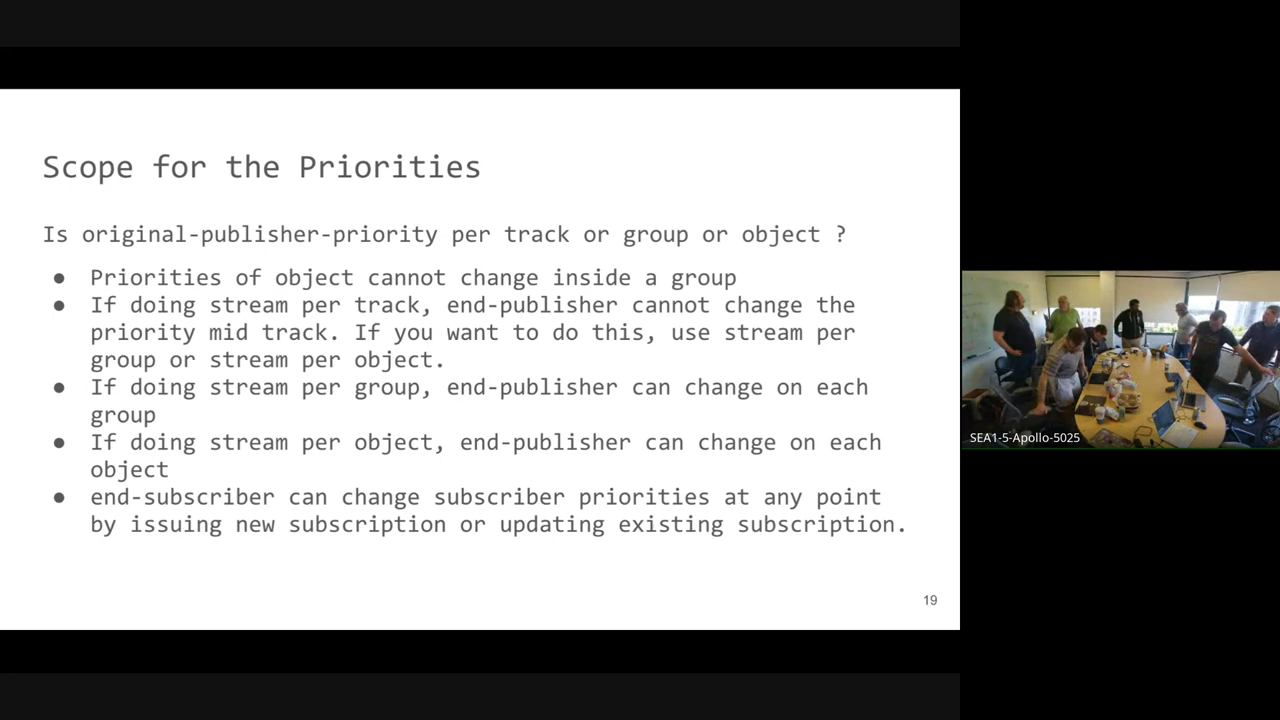 Scope for the Priorities
Is original-publisher-priority per track or group or object ?
● Priorities of object cannot change inside a group
● If doing stream per track, end-publisher cannot change the
priority mid track. If you want to do this, use stream per
group or stream per object.
● If doing stream per group, end-publisher can change on each
group
● If doing stream per object, end-publisher can change on each
object
● end-subscriber can change subscriber priorities at any point
by issuing new subscription or updating existing subscription.
19
SEA1-5-Apollo-5025